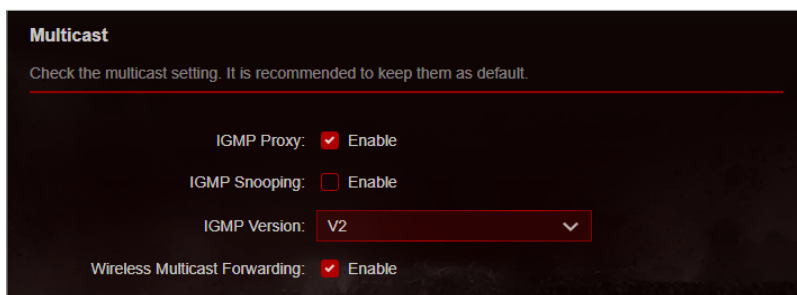 Multicast
Check the multicast setting. It is recommended to keep them as default.
IGMP Proxy: Enable
IGMP Snooping: Enable
IGMP Version: V2
Wireless Multicast Forwarding: Enable